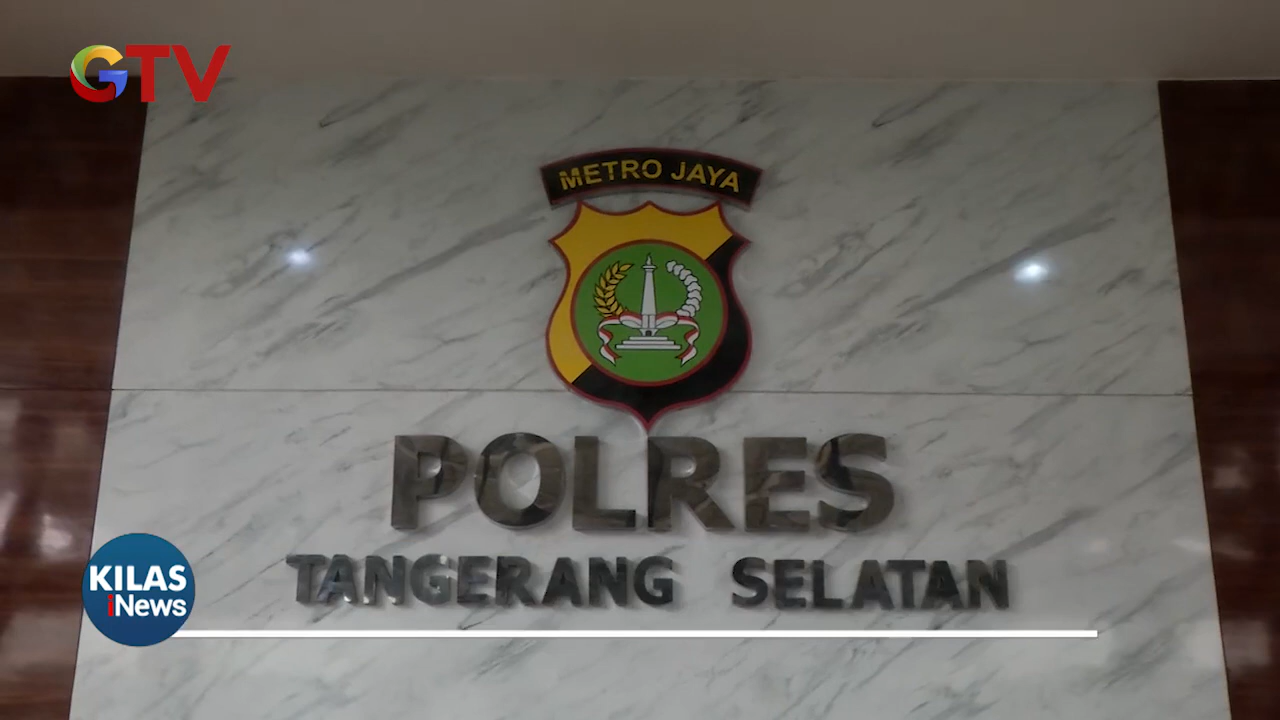 GTV
METRO JAYA
POLRES
TANGERANG SELATAN
KILAS
iNews